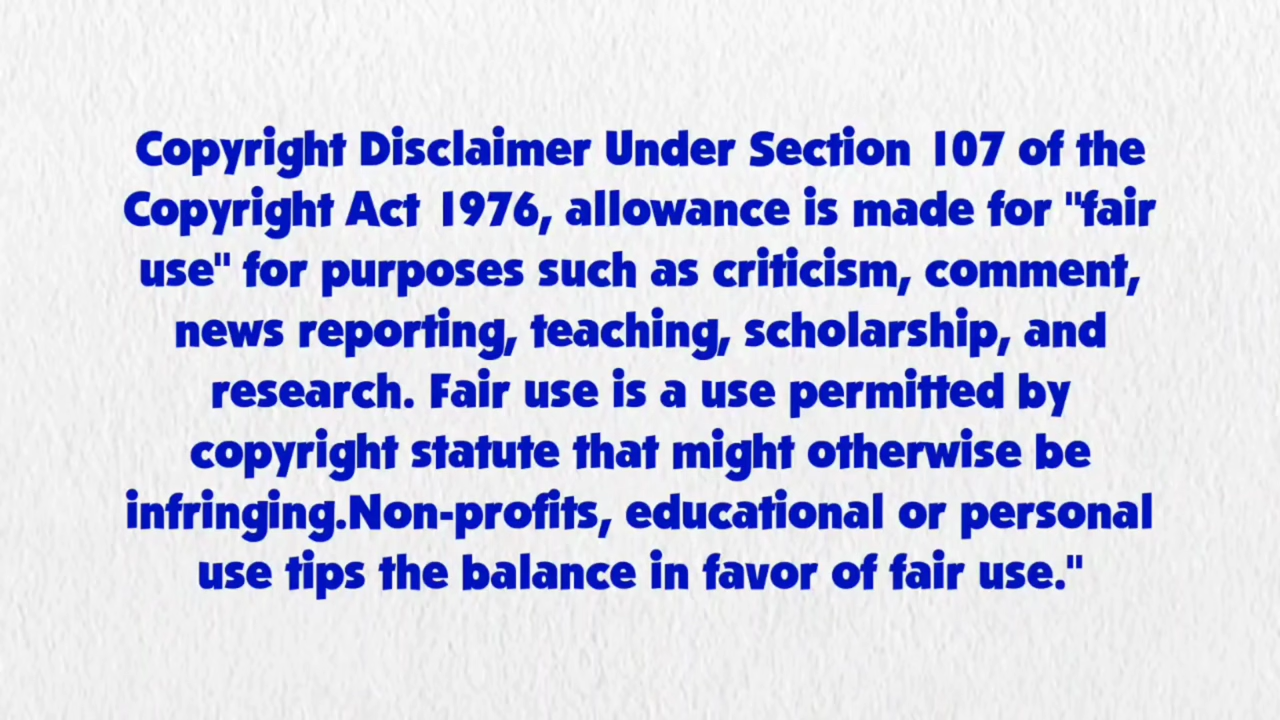 Copyright Disclaimer Under Section 107 of the
Copyright Act 1976, allowance is made for "fair
use" for purposes such as criticism, comment,
news reporting, teaching, scholarship, and
research. Fair use is a use permitted by
copyright statute that might otherwise be
infringing.Non-profits, educational or personal
use tips the balance in favor of fair use."